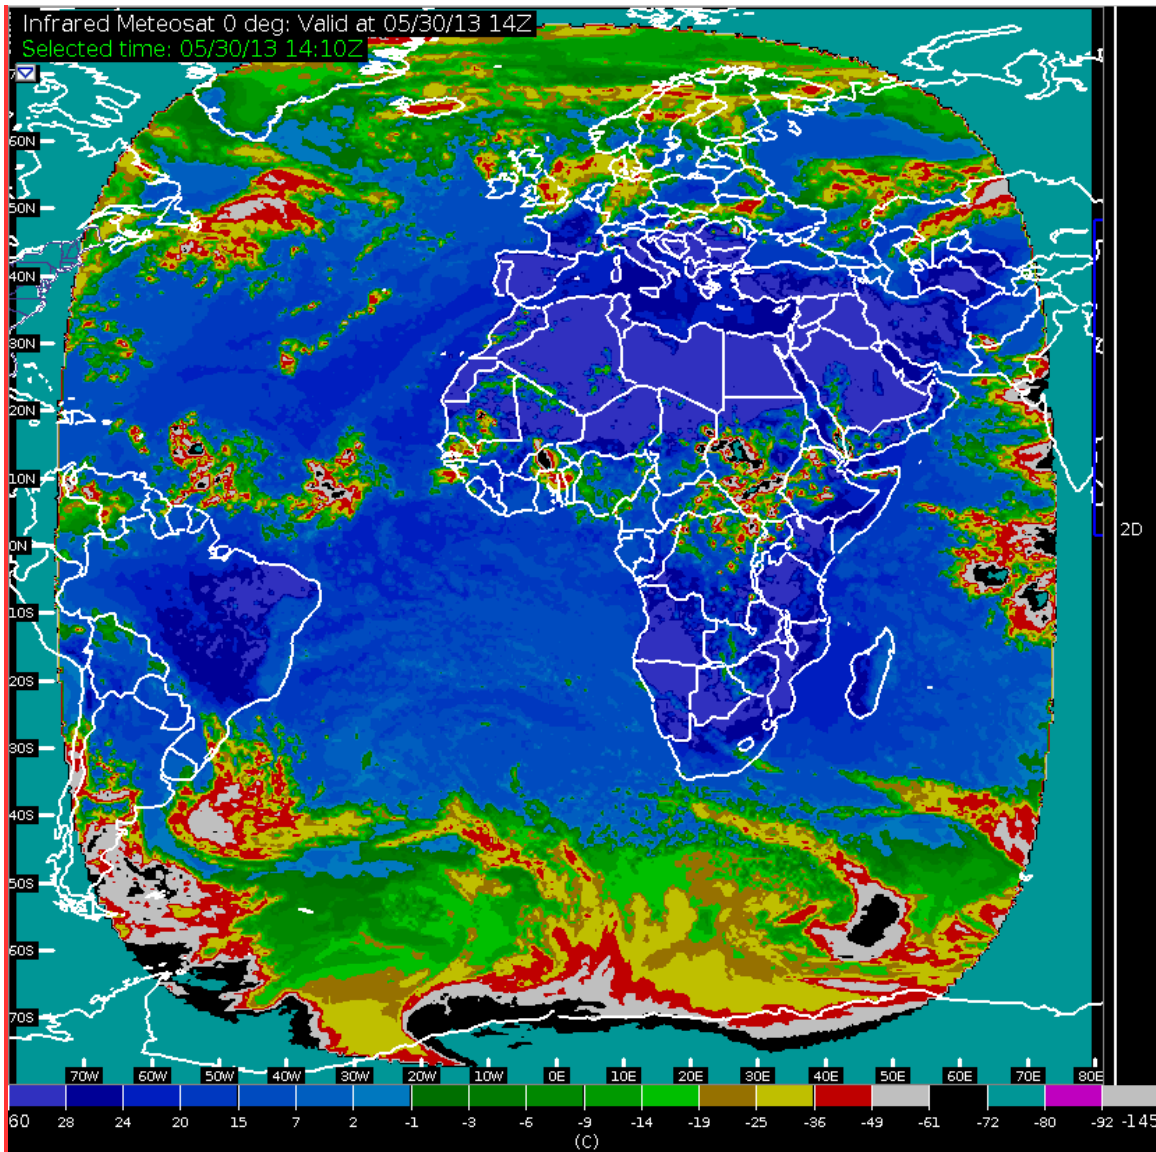 Infrared Meteosat 0 deg: Valid at 05/30/13 14Z
Selected time: 05/30/13 14:10Z
60N
50N
40N
30N
20N
10N
0N
10S
20S
30S
40S
50S
60S
70S
2D
70W 60W 50W 40W 30W 20W 10W 0E 10E 20E 30E 40E 50E 60E 70E 80E
60 28 24 20 15 7 2 -1 -3 -6 -9 -14 -19 -25 -36 -49 -61 -72 -80 -92 -145
(C)